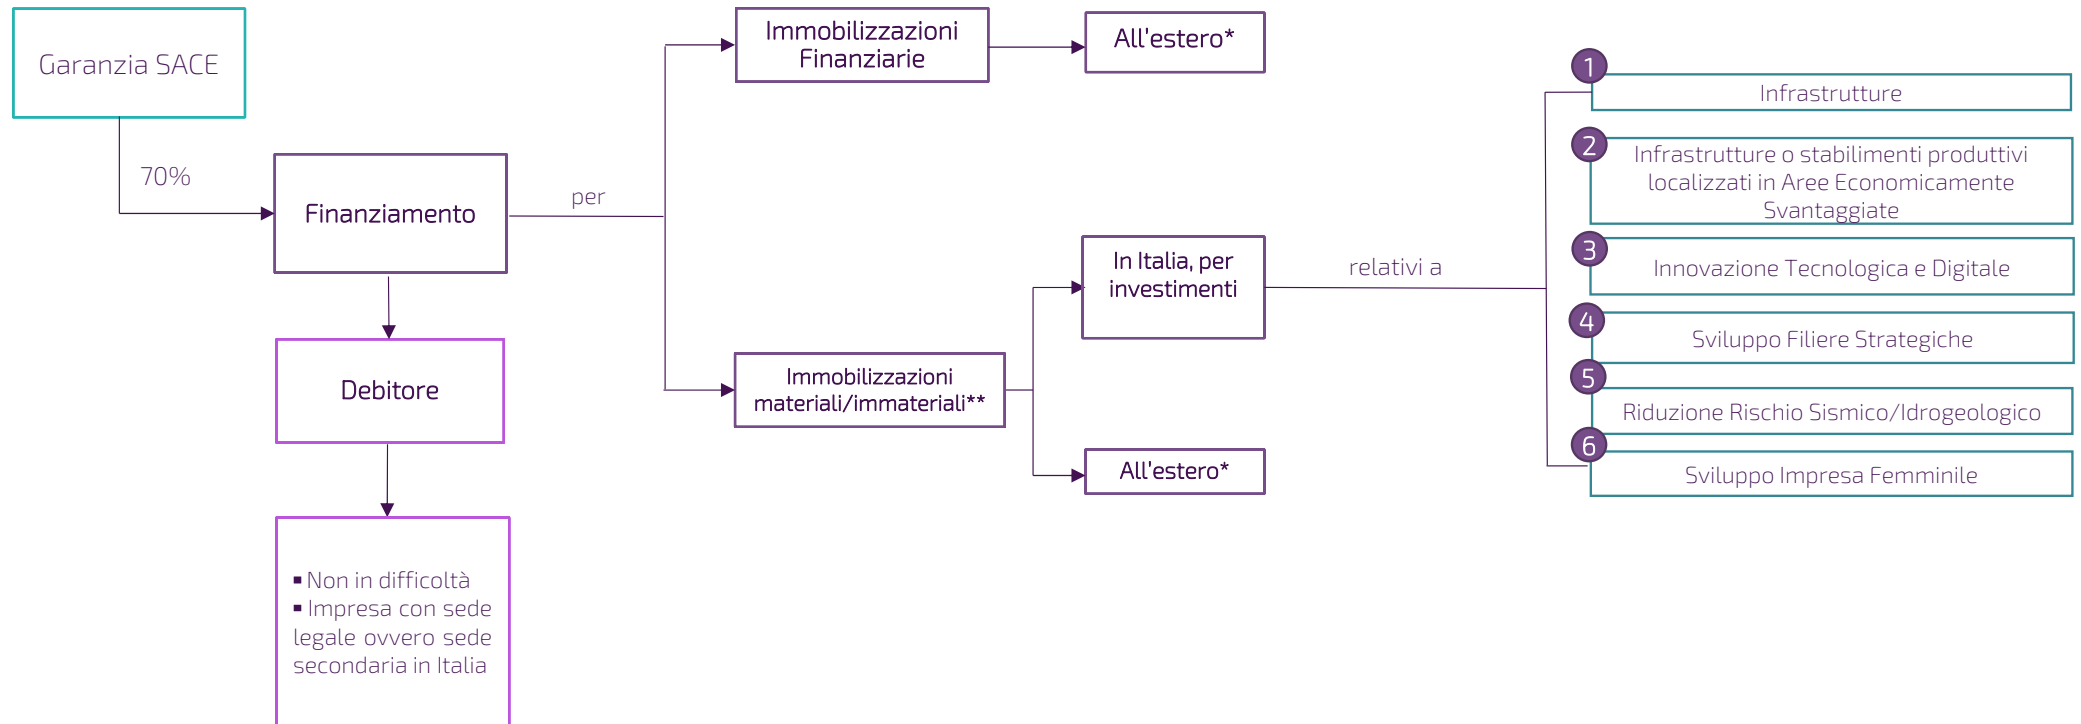 Garanzia SACE
70%
Finanziamento
Debitore
▪ Non in difficoltà
▪ Impresa con sede
legale ovvero sede
secondaria in Italia
per
Immobilizzazioni
Finanziarie
All'estero*
Immobilizzazioni
materiali/immateriali**
In Italia, per
investimenti
All'estero*
relativi a
1
Infrastrutture
2
Infrastrutture o stabilimenti produttivi
localizzati in Aree Economicamente
Svantaggiate
3
Innovazione Tecnologica e Digitale
4
Sviluppo Filiere Strategiche
5
Riduzione Rischio Sismico/Idrogeologico
6
Sviluppo Impresa Femminile